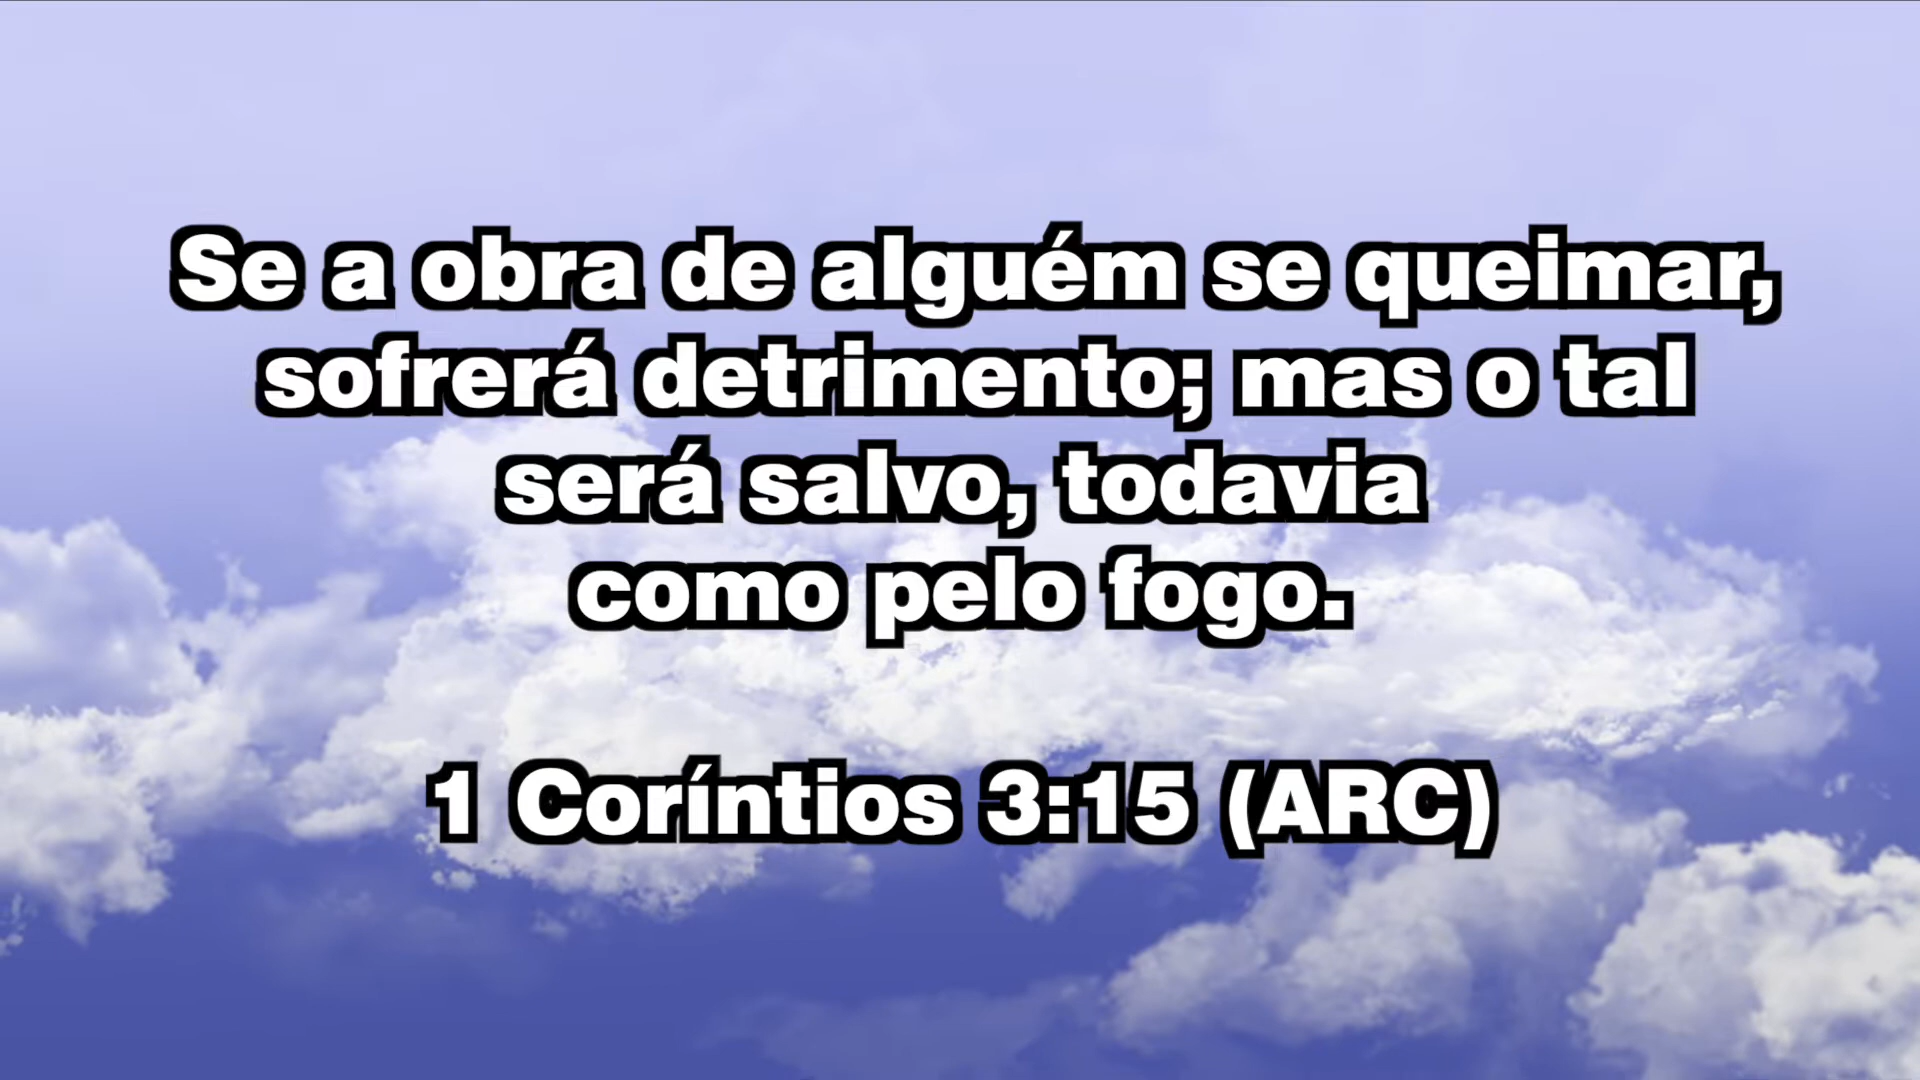 Se a obra de alguém se queimar,
sofrerá detrimento; mas o tal
será salvo, todavia
como pelo fogo.
1 Coríntios 3:15 (ARC)